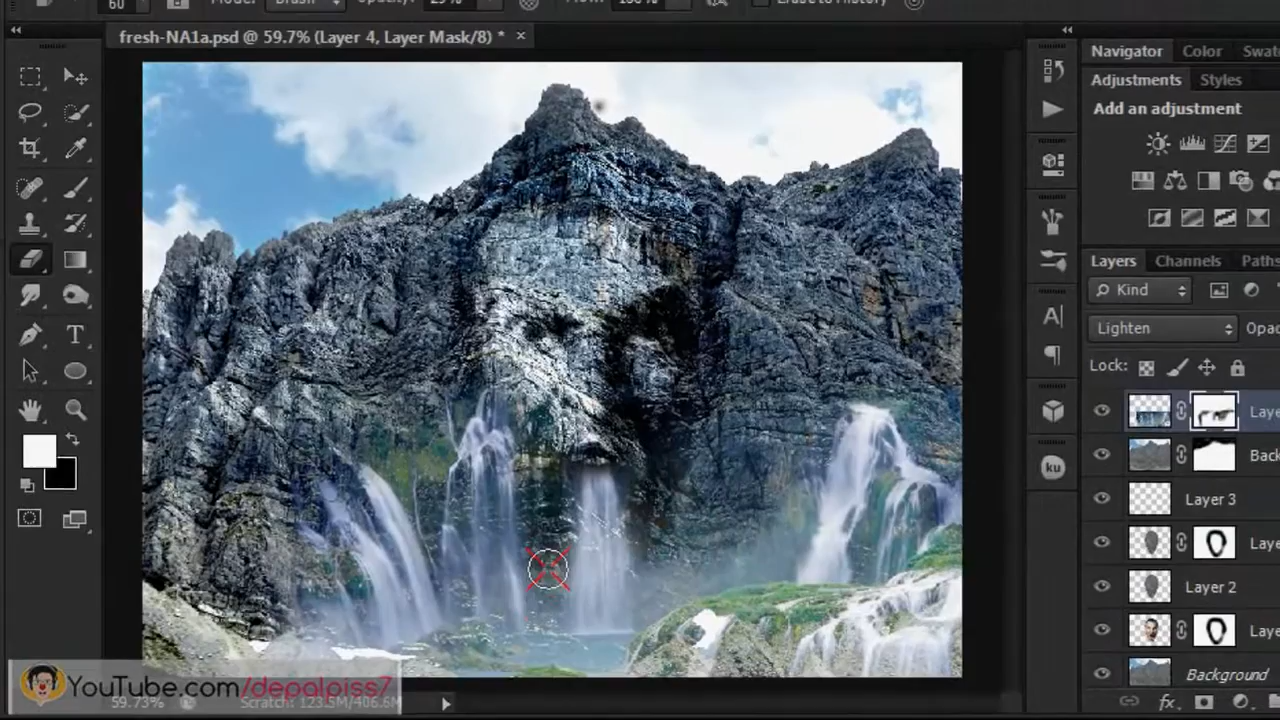 60
Mode: Brush Opacity: 29% Flow: 100% Erase to History
fresh-NA1a.psd @ 59.7% (Layer 4, Layer Mask/8) * ×
Navigator Color Swat
Adjustments Styles
Add an adjustment
Layers Channels Paths
Kind
Lighten Opac
Lock:
Laye
Back
Layer 3
Laye
Layer 2
Laye
Background
T
A
ku
fx
YouTube.com/depalpiss7
59.73% Scratch: 123.5M/406.6M